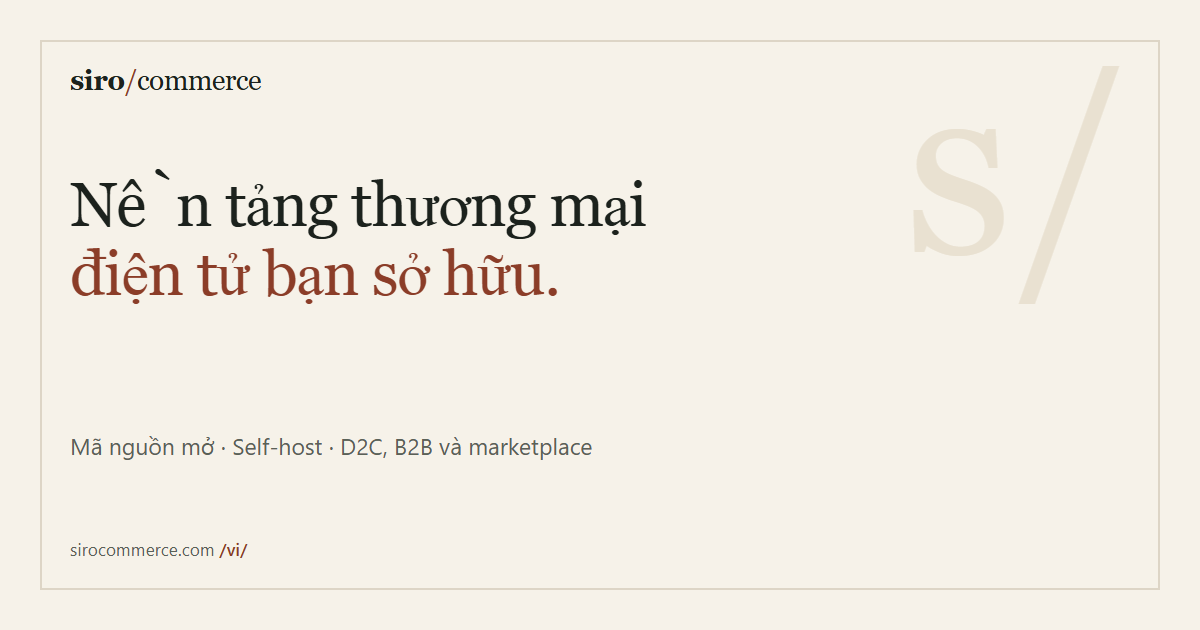 siro/commerce
s/
Nền tảng thương mại
điện tử bạn sở hữu.
Mã nguồn mở · Self-host · D2C, B2B và marketplace
sirocommerce.com /vi/